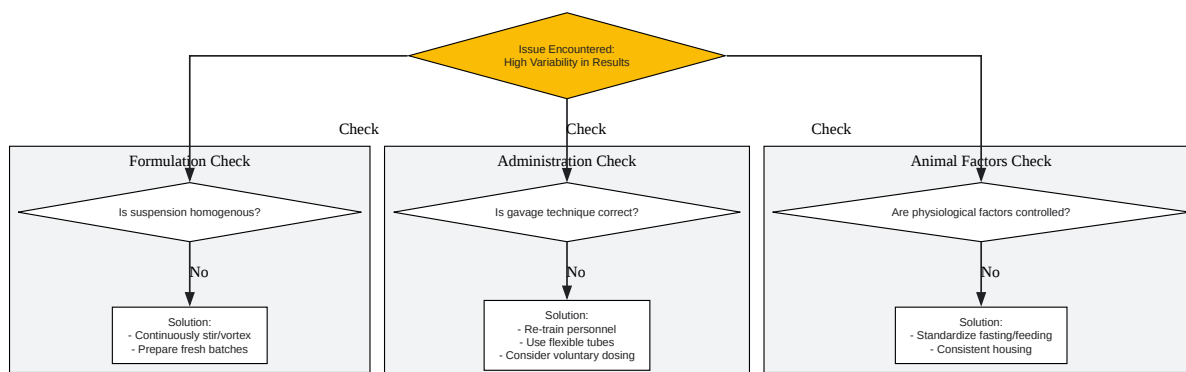 Issue Encountered:
High Variability in Results
Check
Check
Check
Formulation Check
Administration Check
Animal Factors Check
Is suspension homogenous?
Is gavage technique correct?
Are physiological factors controlled?
No
No
No
Solution:
- Continuously stir/vortex
- Prepare fresh batches
Solution:
- Re-train personnel
- Use flexible tubes
- Consider voluntary dosing
Solution:
- Standardize fasting/feeding
- Consistent housing